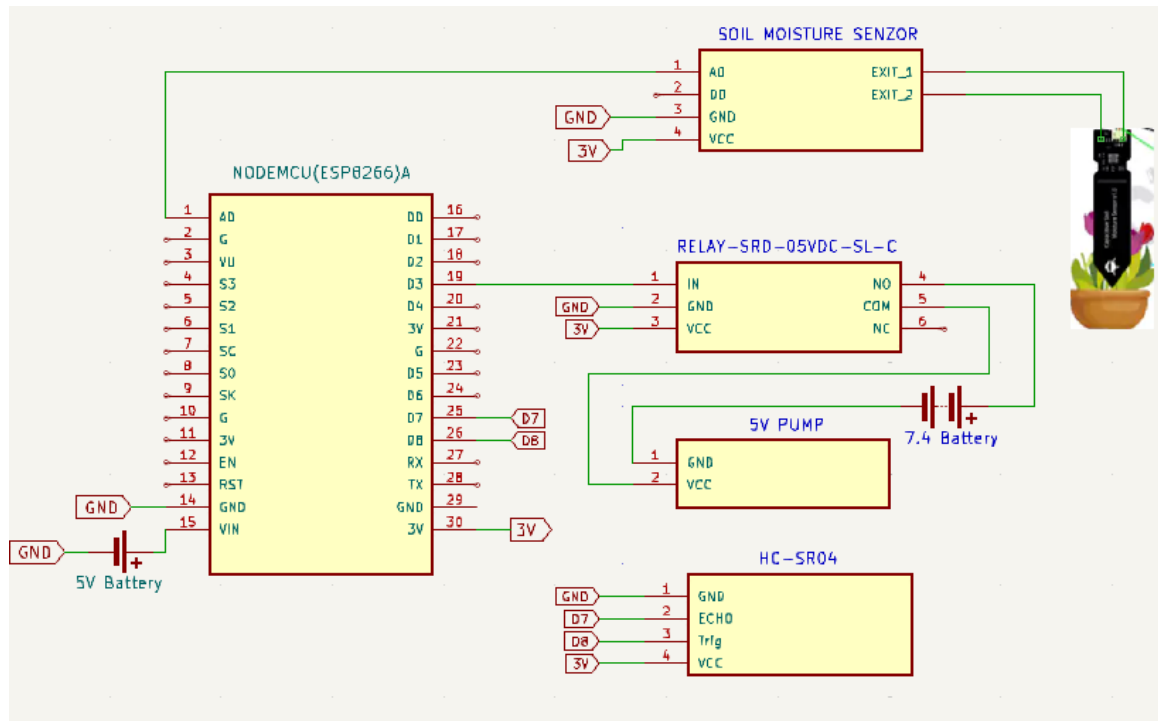 SOIL MOISTURE SENZOR
1 A0 EXIT_1
2 D0 EXIT_2
GND 3 GND
3V 4 VCC
NODEMCU(ESP8266)A
1 A0 D0 16
2 G D1 17
3 VU D2 18
4 S3 D3 19
5 S2 D4 20
6 S1 3V 21
7 SC G 22
8 S0 D5 23
9 SK D6 24
10 G D7 25 D7
11 3V D8 26 D8
12 EN RX 27
13 RST TX 28
GND 14 GND GND 29
15 VIN 3V 30 3V
GND
5V Battery
RELAY-SRD-05VDC-SL-C
1 IN NO 4
GND 2 GND COM 5
3V 3 VCC NC 6
7.4 Battery
5V PUMP
1 GND
2 VCC
HC-SR04
GND 1 GND
D7 2 ECHO
D8 3 Trig
3V 4 VCC